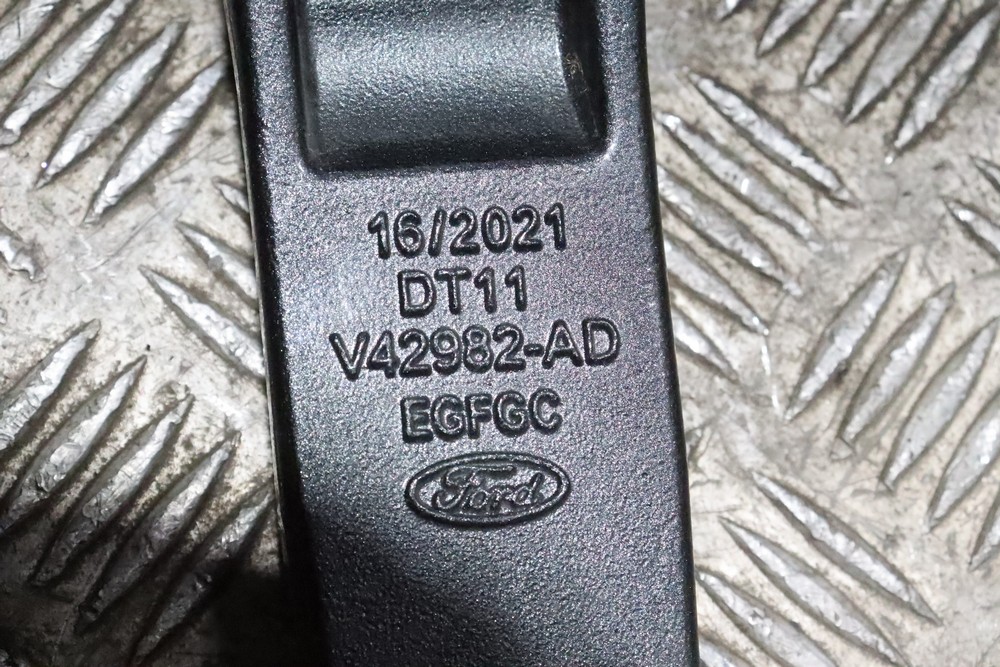 16/2021
DT11
V42982-AD
EGFGC
Ford